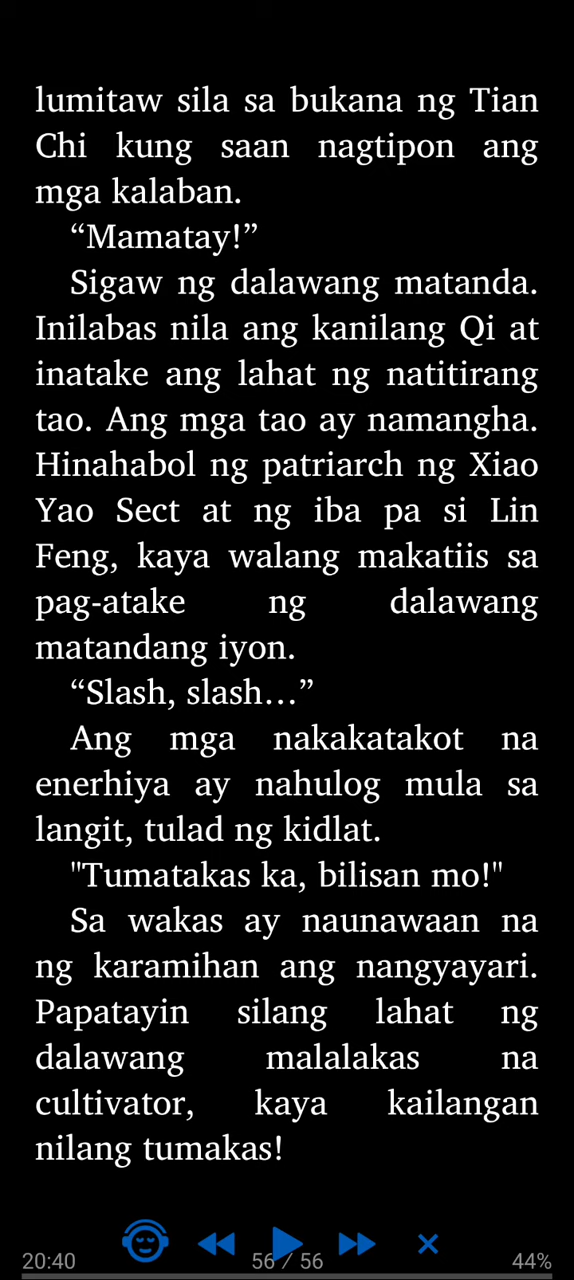 lumitaw sila sa bukana ng Tian
Chi kung saan nagtipon ang
mga kalaban.
“Mamatay!”
Sigaw ng dalawang matanda.
Inilabas nila ang kanilang Qi at
inatake ang lahat ng natitirang
tao. Ang mga tao ay namangha.
Hinahabol ng patriarch ng Xiao
Yao Sect at ng iba pa si Lin
Feng, kaya walang makatiis sa
pag-atake ng dalawang
matandang iyon.
“Slash, slash…”
Ang mga nakakatakot na
enerhiya ay nahulog mula sa
langit, tulad ng kidlat.
"Tumatakas ka, bilisan mo!"
Sa wakas ay naunawaan na
ng karamihan ang nangyayari.
Papatayin silang lahat ng
dalawang malalakas na
cultivator, kaya kailangan
nilang tumakas!
20:40 56 / 56 44%